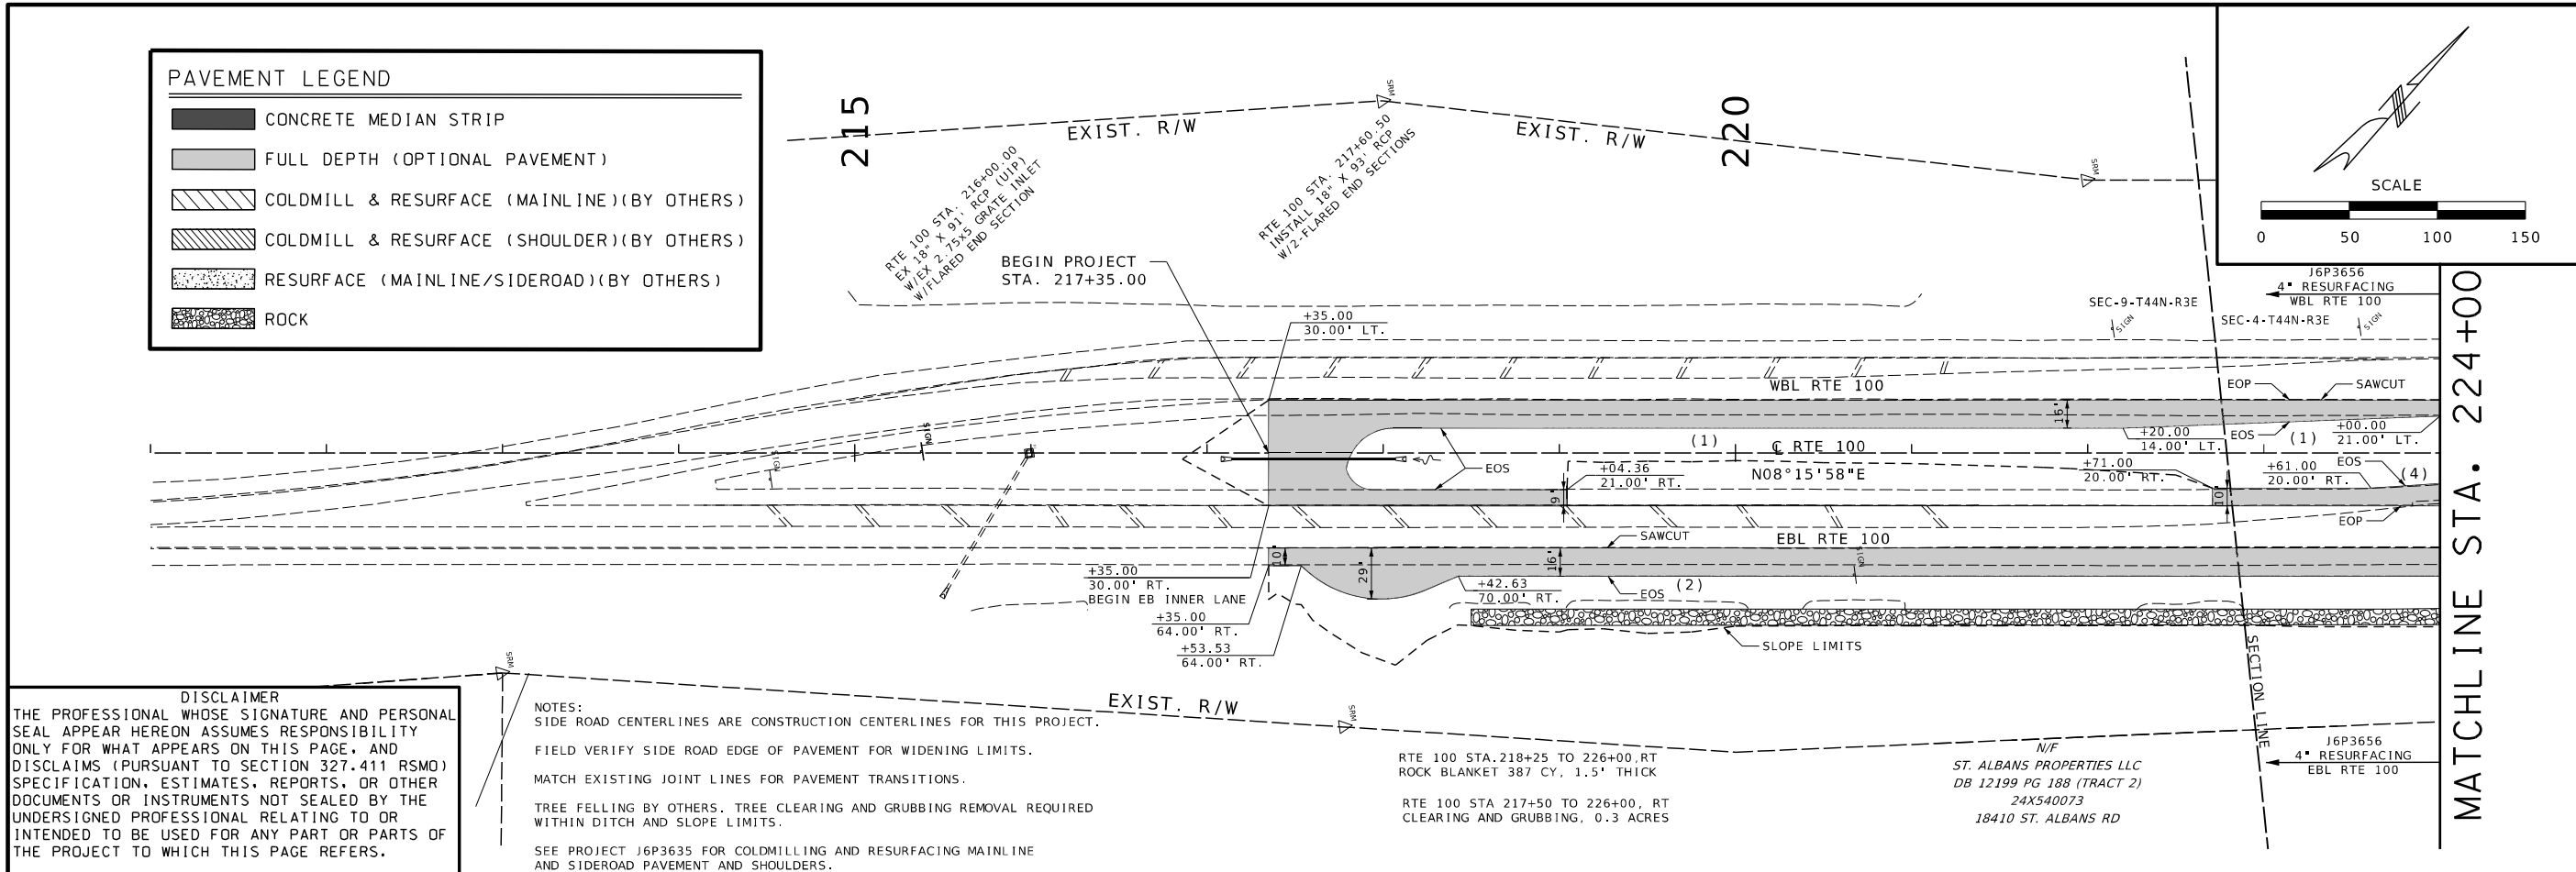 PAVEMENT LEGEND
CONCRETE MEDIAN STRIP
FULL DEPTH (OPTIONAL PAVEMENT)
COLDMILL & RESURFACE (MAINLINE)(BY OTHERS)
COLDMILL & RESURFACE (SHOULDER)(BY OTHERS)
RESURFACE (MAINLINE/SIDEROAD)(BY OTHERS)
ROCK
215
220
EXIST. R/W
SRM
EXIST. R/W
SRM
RTE 100 STA. 216+00.00
EX 18" X 91' RCP (UIP)
W/EX 2.75X5 GRATE INLET
W/FLARED END SECTION
RTE 100 STA. 217+60.50
INSTALL 18" X 93' RCP
W/2-FLARED END SECTIONS
BEGIN PROJECT
STA. 217+35.00
SCALE
0 50 100 150
J6P3656
4" RESURFACING
WBL RTE 100
SEC-9-T44N-R3E
SEC-4-T44N-R3E
SIGN
SIGN
+35.00
30.00' LT.
WBL RTE 100
EOP
SAWCUT
16'
+20.00
14.00' LT.
EOS
(1)
+00.00
21.00' LT.
(1)
℄ RTE 100
N08°15'58"E
EOS
SIGN
SIGN
+04.36
21.00' RT.
9'
+71.00
20.00' RT.
10'
+61.00
20.00' RT.
EOS
(4)
EOP
SAWCUT
EBL RTE 100
SIGN
10'
29'
16'
+35.00
30.00' RT.
BEGIN EB INNER LANE
+35.00
64.00' RT.
+53.53
64.00' RT.
+42.63
70.00' RT.
EOS
(2)
SLOPE LIMITS
SECTION LINE
MATCHLINE STA. 224+00
SRM
EXIST. R/W
SRM
DISCLAIMER
THE PROFESSIONAL WHOSE SIGNATURE AND PERSONAL
SEAL APPEAR HEREON ASSUMES RESPONSIBILITY
ONLY FOR WHAT APPEARS ON THIS PAGE, AND
DISCLAIMS (PURSUANT TO SECTION 327.411 RSMO)
SPECIFICATION, ESTIMATES, REPORTS, OR OTHER
DOCUMENTS OR INSTRUMENTS NOT SEALED BY THE
UNDERSIGNED PROFESSIONAL RELATING TO OR
INTENDED TO BE USED FOR ANY PART OR PARTS OF
THE PROJECT TO WHICH THIS PAGE REFERS.
NOTES:
SIDE ROAD CENTERLINES ARE CONSTRUCTION CENTERLINES FOR THIS PROJECT.
FIELD VERIFY SIDE ROAD EDGE OF PAVEMENT FOR WIDENING LIMITS.
MATCH EXISTING JOINT LINES FOR PAVEMENT TRANSITIONS.
TREE FELLING BY OTHERS. TREE CLEARING AND GRUBBING REMOVAL REQUIRED
WITHIN DITCH AND SLOPE LIMITS.
SEE PROJECT J6P3635 FOR COLDMILLING AND RESURFACING MAINLINE
AND SIDEROAD PAVEMENT AND SHOULDERS.
RTE 100 STA.218+25 TO 226+00,RT
ROCK BLANKET 387 CY, 1.5' THICK
RTE 100 STA 217+50 TO 226+00, RT
CLEARING AND GRUBBING, 0.3 ACRES
N/F
ST. ALBANS PROPERTIES LLC
DB 12199 PG 188 (TRACT 2)
24X540073
18410 ST. ALBANS RD
J6P3656
4" RESURFACING
EBL RTE 100